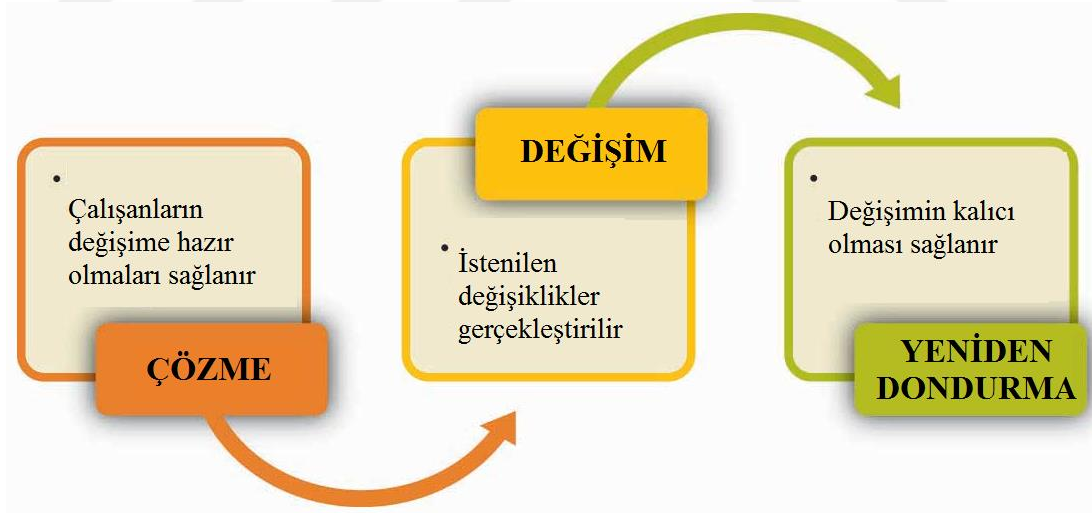 • Çalışanların
değişime hazır
olmaları sağlanır
ÇÖZME
DEĞİŞİM
• İstenilen
değişiklikler
gerçekleştirilir
• Değişimin kalıcı
olması sağlanır
YENİDEN
DONDURMA